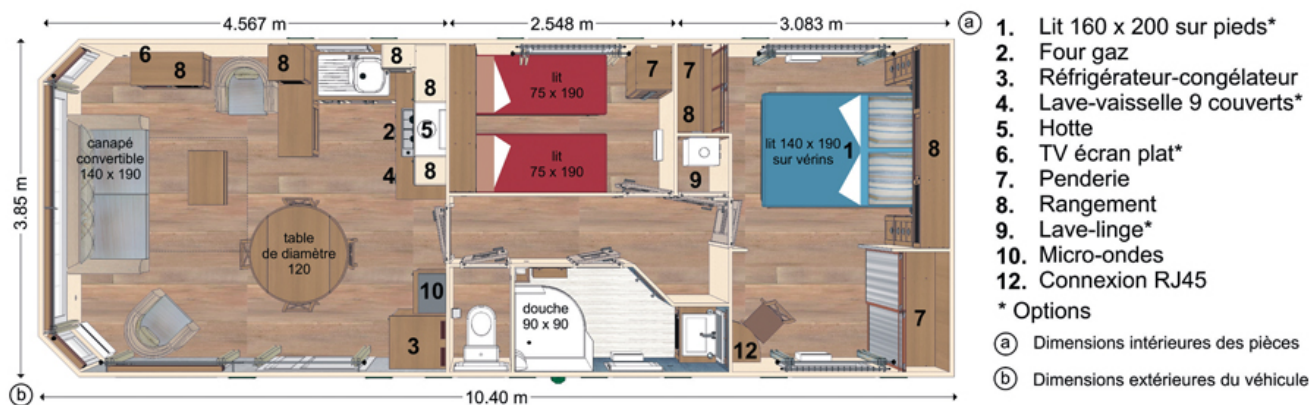 4.567 m
2.548 m
3.083 m
a
3.85 m
6
8
8
8
8
canapé
convertible
140 x 190
2
5
4
8
lit
75 x 190
lit
75 x 190
7
7
8
9
lit 140 x 190
sur vérins
1
8
table
de diamètre
120
10
3
douche
90 x 90
12
7
b
10.40 m
1. Lit 160 x 200 sur pieds*
2. Four gaz
3. Réfrigérateur-congélateur
4. Lave-vaisselle 9 couverts*
5. Hotte
6. TV écran plat*
7. Penderie
8. Rangement
9. Lave-linge*
10. Micro-ondes
12. Connexion RJ45
* Options
a Dimensions intérieures des pièces
b Dimensions extérieures du véhicule